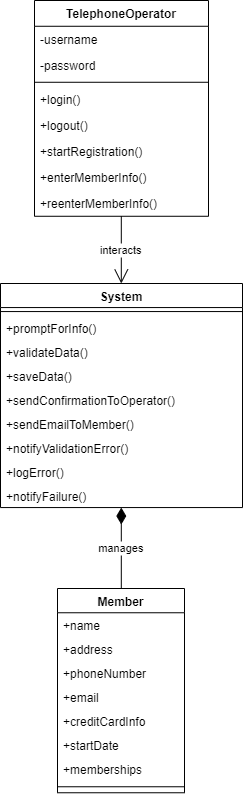 TelephoneOperator
-username
-password
+login()
+logout()
+startRegistration()
+enterMemberInfo()
+reenterMemberInfo()
interacts
System
+promptForInfo()
+validateData()
+saveData()
+sendConfirmationToOperator()
+sendEmailToMember()
+notifyValidationError()
+logError()
+notifyFailure()
manages
Member
+name
+address
+phoneNumber
+email
+creditCardInfo
+startDate
+memberships